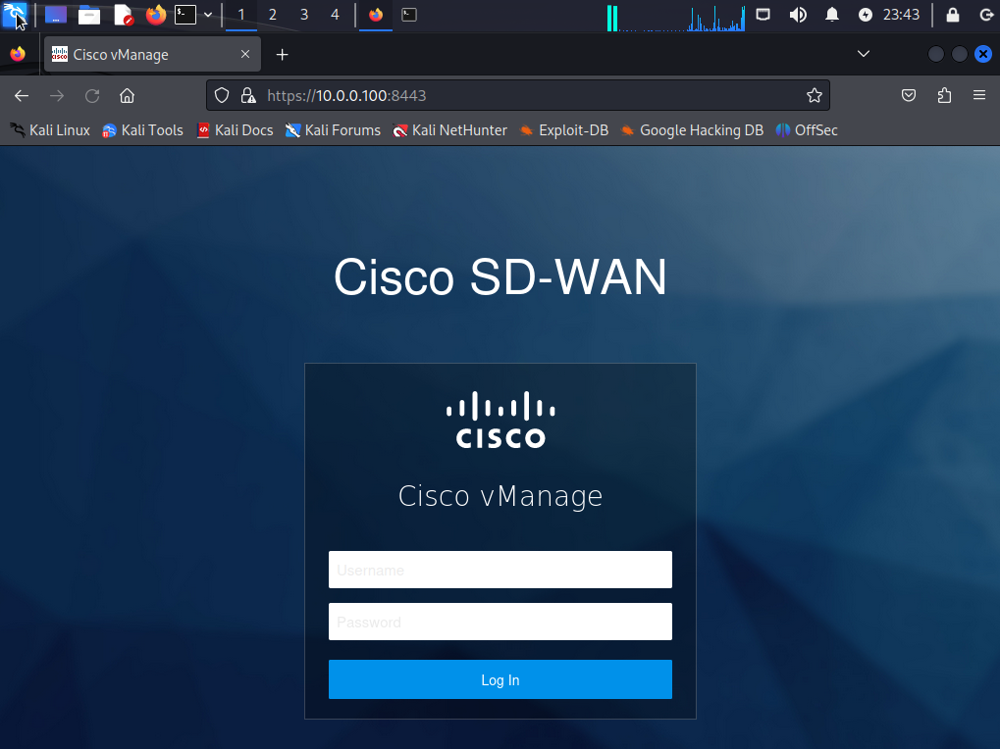 1 2 3 4 23:43
Cisco vManage
https://10.0.0.100:8443
Kali Linux Kali Tools Kali Docs Kali Forums Kali NetHunter Exploit-DB Google Hacking DB OffSec
Cisco SD-WAN
CISCO
Cisco vManage
Username
Password
Log In